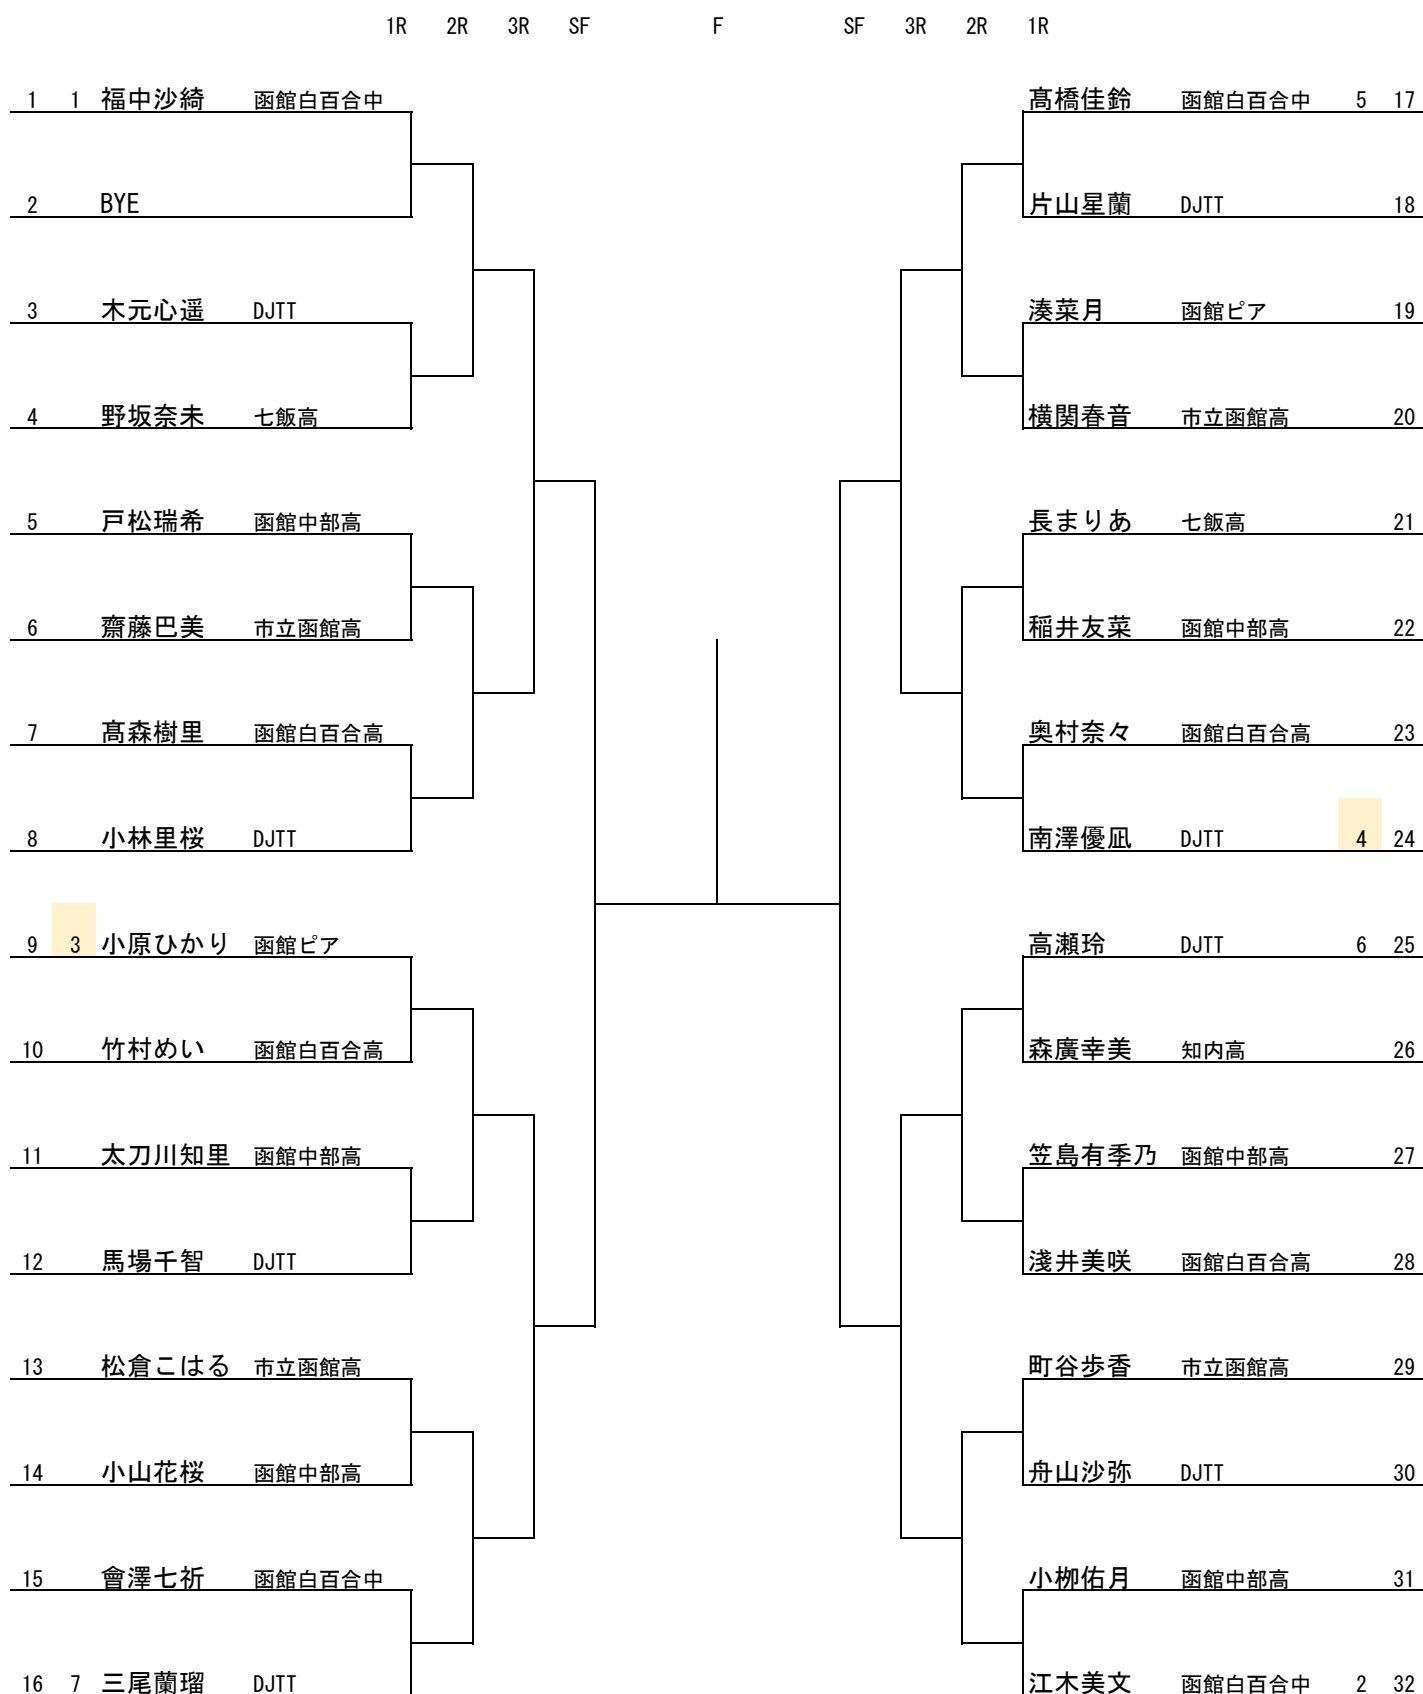 1R 2R 3R SF F SF 3R 2R 1R
1 1 福中沙綺 函館白百合中 髙橋佳鈴 函館白百合中 5 17
2 BYE 片山星蘭 DJTT 18
3 木元心遥 DJTT 湊菜月 函館ピア 19
4 野坂奈未 七飯高 横関春音 市立函館高 20
5 戸松瑞希 函館中部高 長まりあ 七飯高 21
6 齋藤巴美 市立函館高 稲井友菜 函館中部高 22
7 髙森樹里 函館白百合高 奥村奈々 函館白百合高 23
8 小林里桜 DJTT 南澤優凪 DJTT 4 24
9 3 小原ひかり 函館ピア 高瀬玲 DJTT 6 25
10 竹村めい 函館白百合高 森廣幸美 知内高 26
11 太刀川知里 函館中部高 笠島有季乃 函館中部高 27
12 馬場千智 DJTT 淺井美咲 函館白百合高 28
13 松倉こはる 市立函館高 町谷歩香 市立函館高 29
14 小山花桜 函館中部高 舟山沙弥 DJTT 30
15 會澤七祈 函館白百合中 小栁佑月 函館中部高 31
16 7 三尾蘭瑠 DJTT 江木美文 函館白百合中 2 32